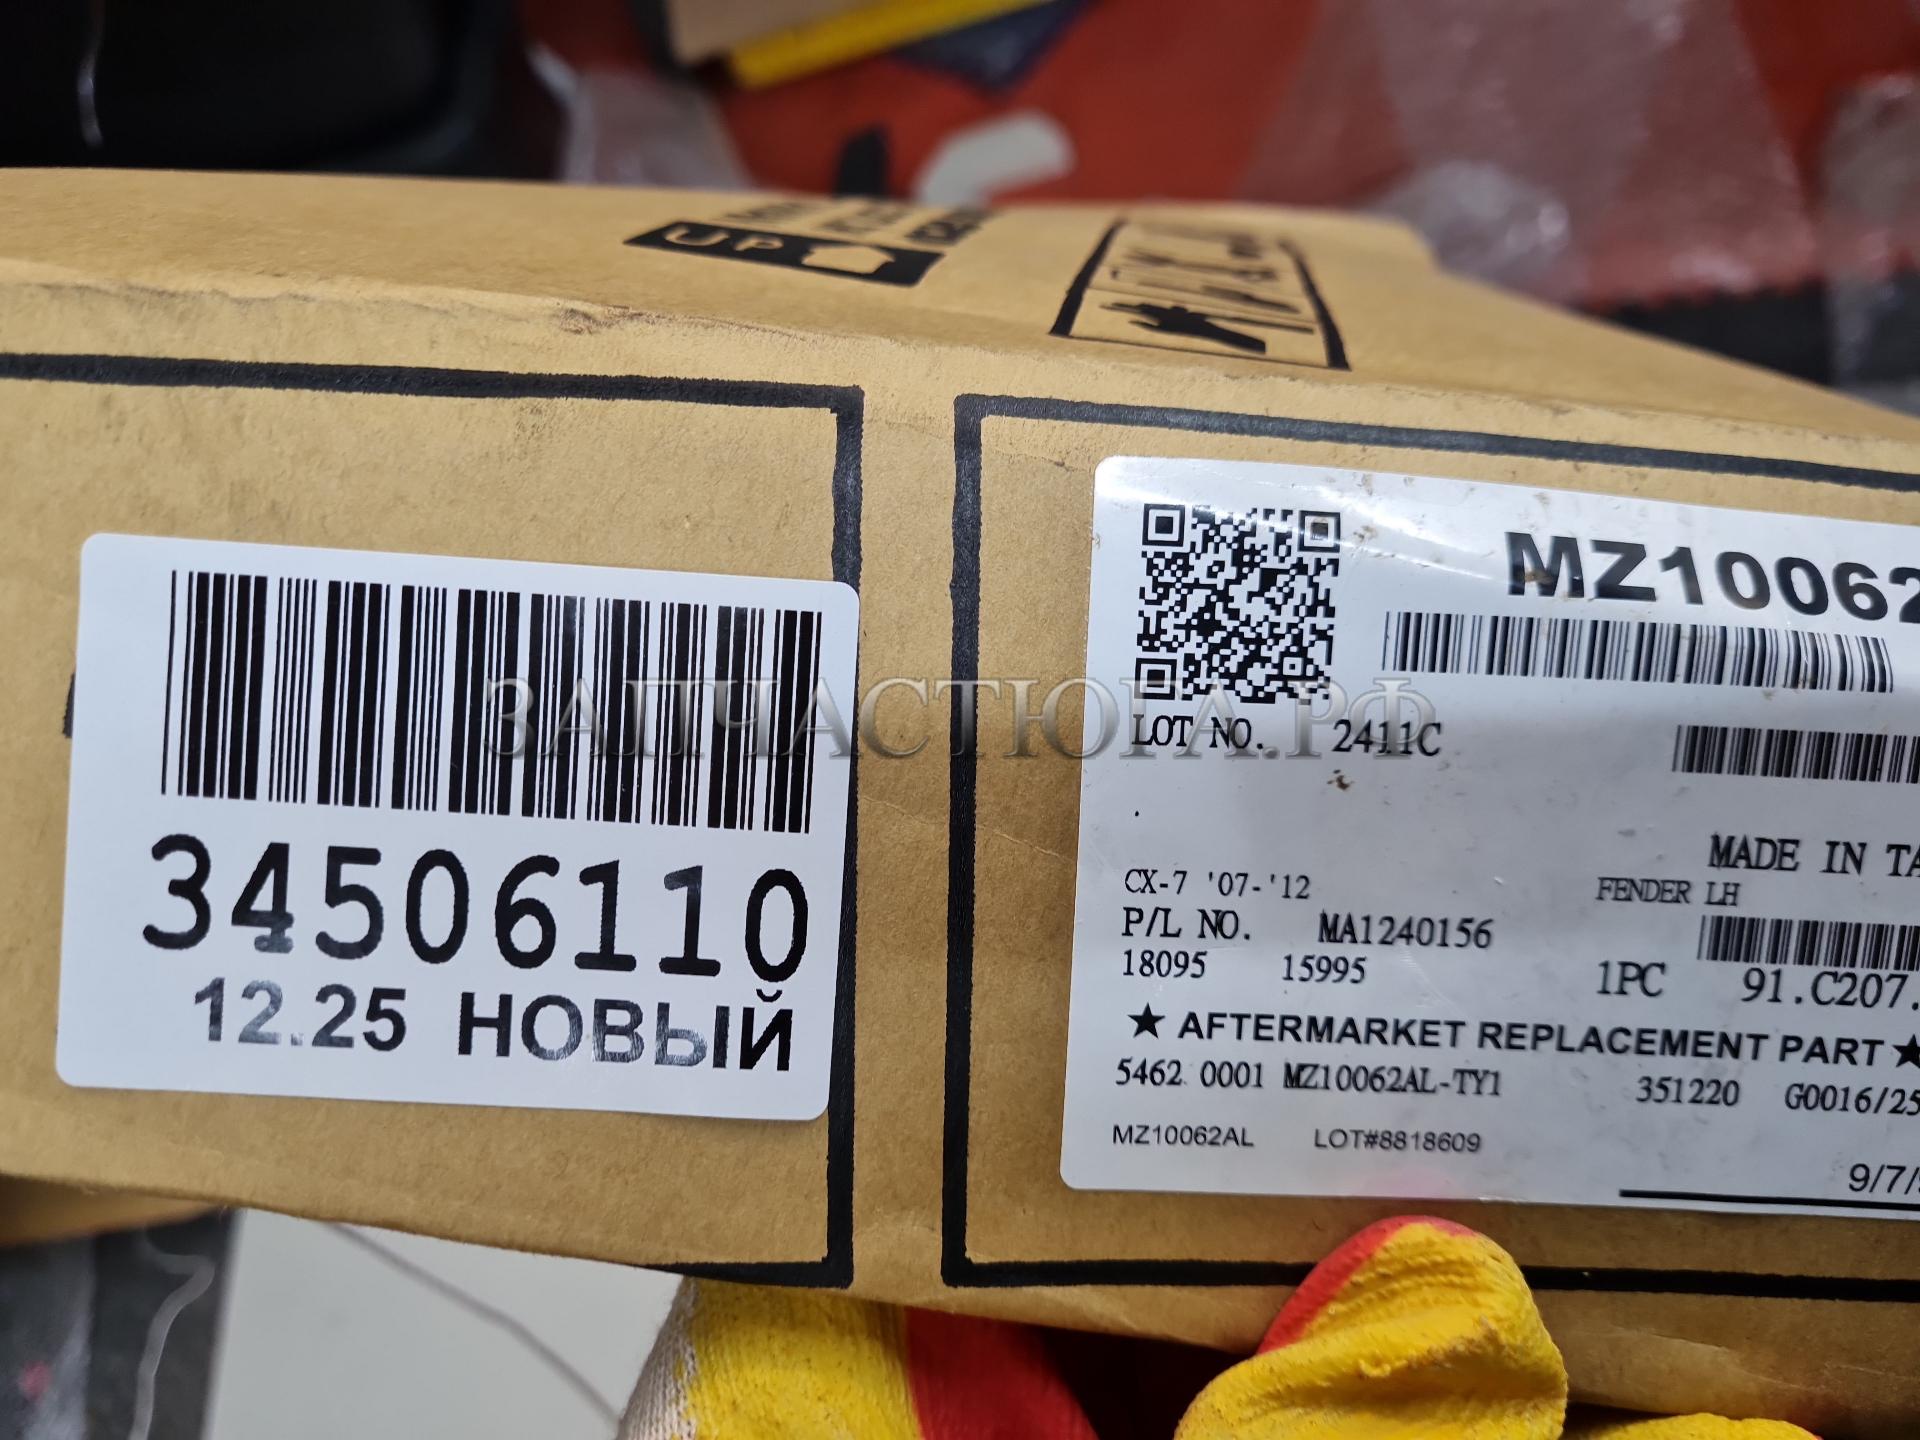 UP
ЗАПЧАСТЮГА.РФ
34506110
12.25 НОВЫЙ
MZ10062
LOT NO. 2411C
MADE IN TA
CX-7 '07-'12 FENDER LH
P/L NO. MA1240156
18095 15995 1PC 91.C207.
★ AFTERMARKET REPLACEMENT PART ★
5462 0001 MZ10062AL-TY1 351220 G0016/25
MZ10062AL LOT#8818609
9/7/